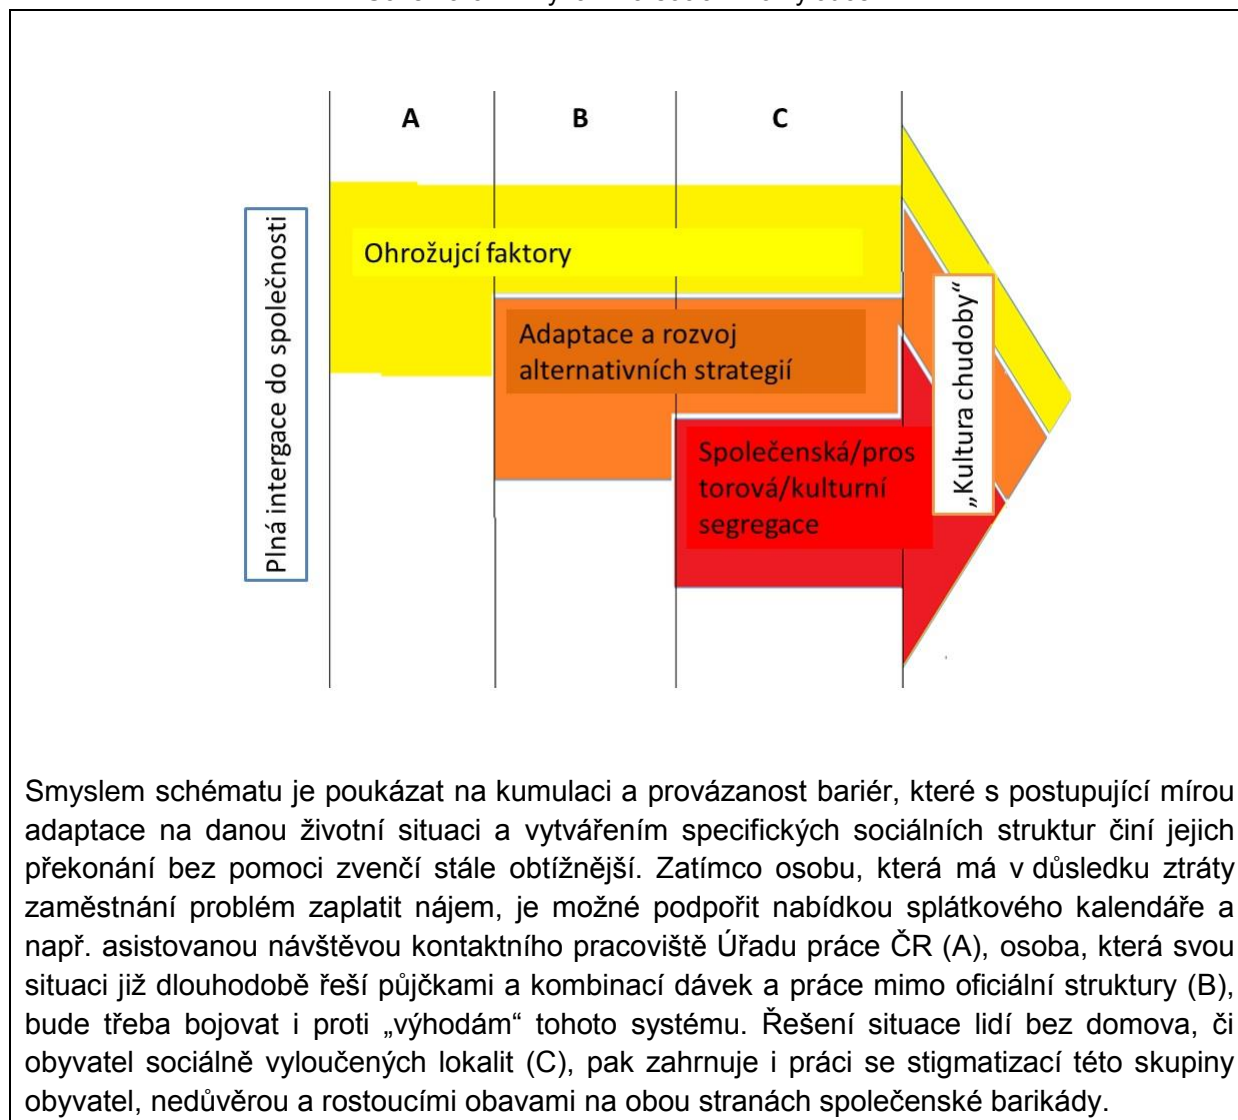 A B C
Plná intergace do společnosti
Ohrožujcí faktory
Adaptace a rozvoj
alternativních strategií
Společenská/pros
torová/kulturní
segregace
„Kultura chudoby“
Smyslem schématu je poukázat na kumulaci a provázanost bariér, které s postupující mírou
adaptace na danou životní situaci a vytvářením specifických sociálních struktur činí jejich
překonání bez pomoci zvenčí stále obtížnější. Zatímco osobu, která má v důsledku ztráty
zaměstnání problém zaplatit nájem, je možné podpořit nabídkou splátkového kalendáře a
např. asistovanou návštěvou kontaktního pracoviště Úřadu práce ČR (A), osoba, která svou
situaci již dlouhodobě řeší půjčkami a kombinací dávek a práce mimo oficiální struktury (B),
bude třeba bojovat i proti „výhodám“ tohoto systému. Řešení situace lidí bez domova, či
obyvatel sociálně vyloučených lokalit (C), pak zahrnuje i práci se stigmatizací této skupiny
obyvatel, nedůvěrou a rostoucími obavami na obou stranách společenské barikády.